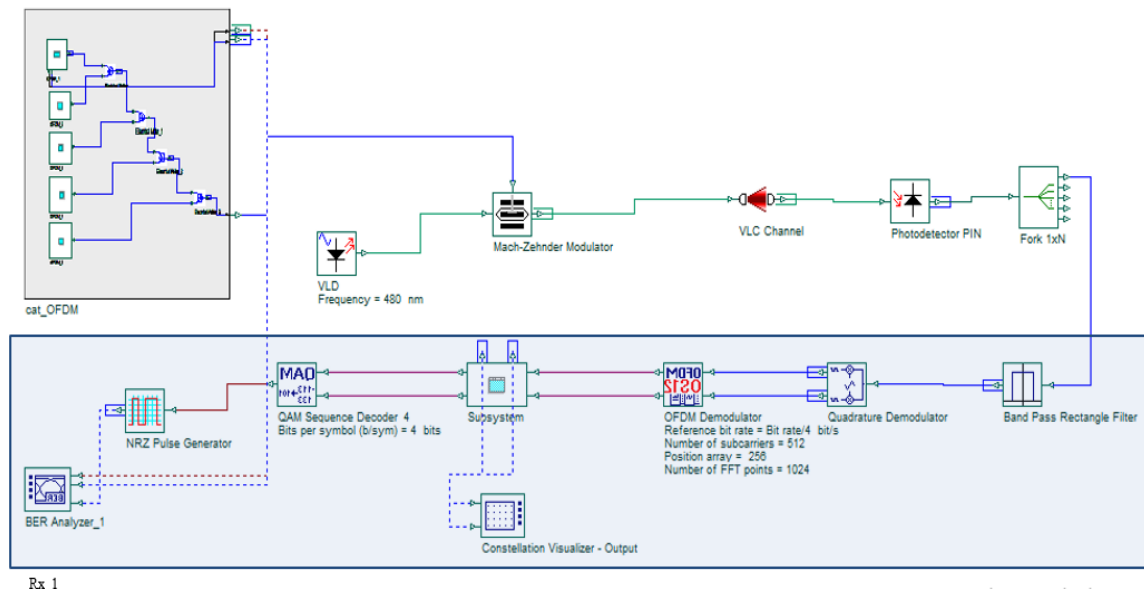 cat_OFDM
VLD
Frequency = 480 nm
Mach-Zehnder Modulator
VLC Channel
Photodetector PIN
Fork 1xN
NRZ Pulse Generator
QAM Sequence Decoder 4
Bits per symbol (b/sym) = 4 bits
Subsystem
OFDM Demodulator
Reference bit rate = Bit rate/4 bit/s
Number of subcarriers = 512
Position array = 256
Number of FFT points = 1024
Quadrature Demodulator
Band Pass Rectangle Filter
BER Analyzer_1
Constellation Visualizer - Output
Rx 1